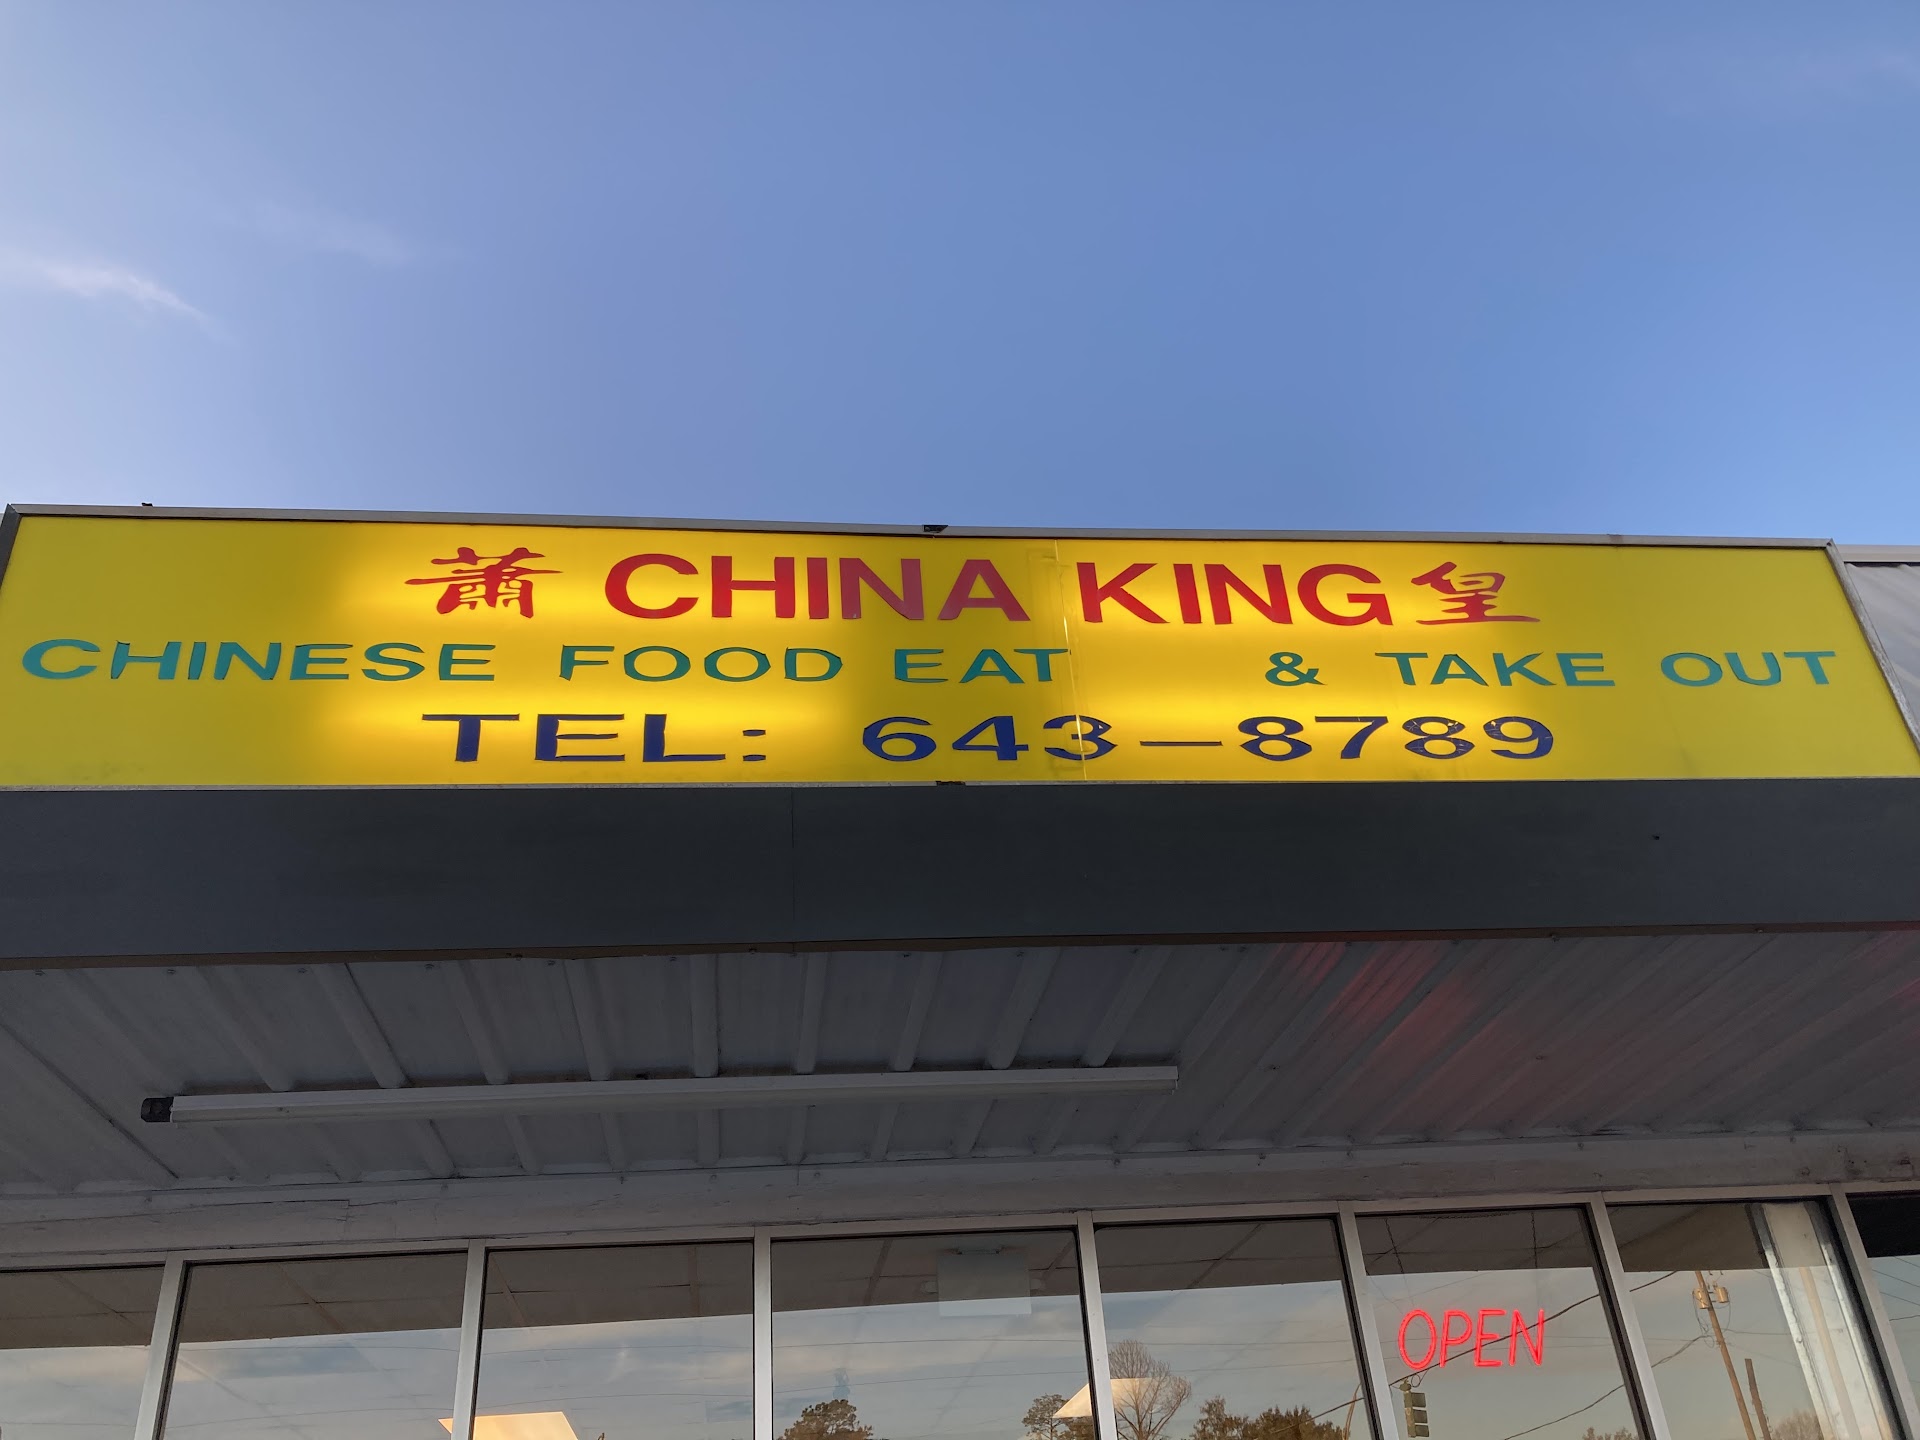 蕭 CHINA KING 皇
CHINESE FOOD EAT & TAKE OUT
TEL: 643-8789
OPEN